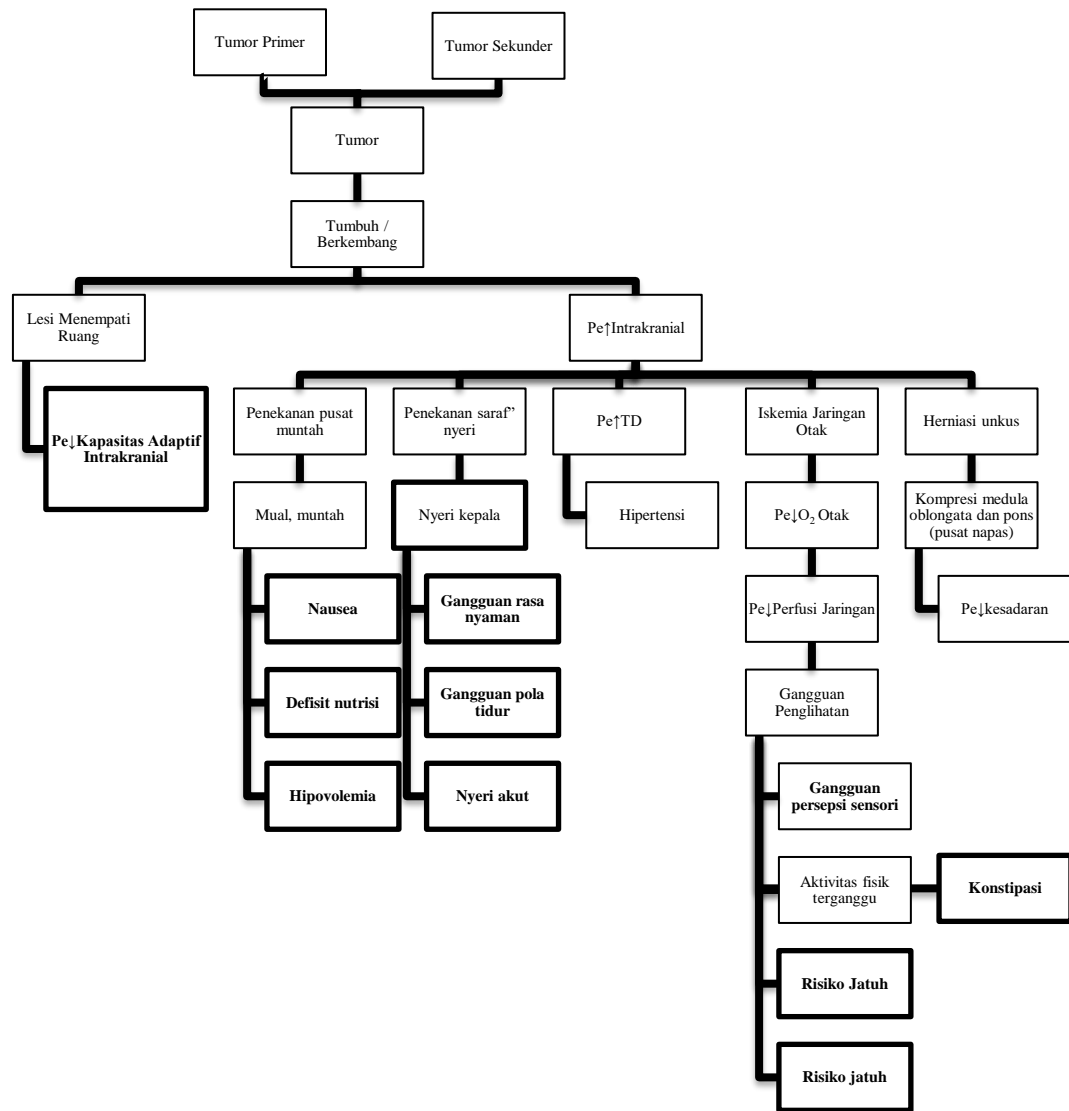 Tumor Primer
Tumor Sekunder
Tumor
Tumbuh /
Berkembang
Lesi Menempati
Ruang
Pe↑Intrakranial
Pe↓Kapasitas Adaptif
Intrakranial
Penekanan pusat
muntah
Penekanan saraf”
nyeri
Pe↑TD
Iskemia Jaringan
Otak
Herniasi unkus
Mual, muntah
Nyeri kepala
Hipertensi
Pe↓O₂ Otak
Kompresi medula
oblongata dan pons
(pusat napas)
Nausea
Gangguan rasa
nyaman
Pe↓Perfusi Jaringan
Pe↓kesadaran
Defisit nutrisi
Gangguan pola
tidur
Gangguan
Penglihatan
Hipovolemia
Nyeri akut
Gangguan
persepsi sensori
Aktivitas fisik
terganggu
Konstipasi
Risiko Jatuh
Risiko jatuh